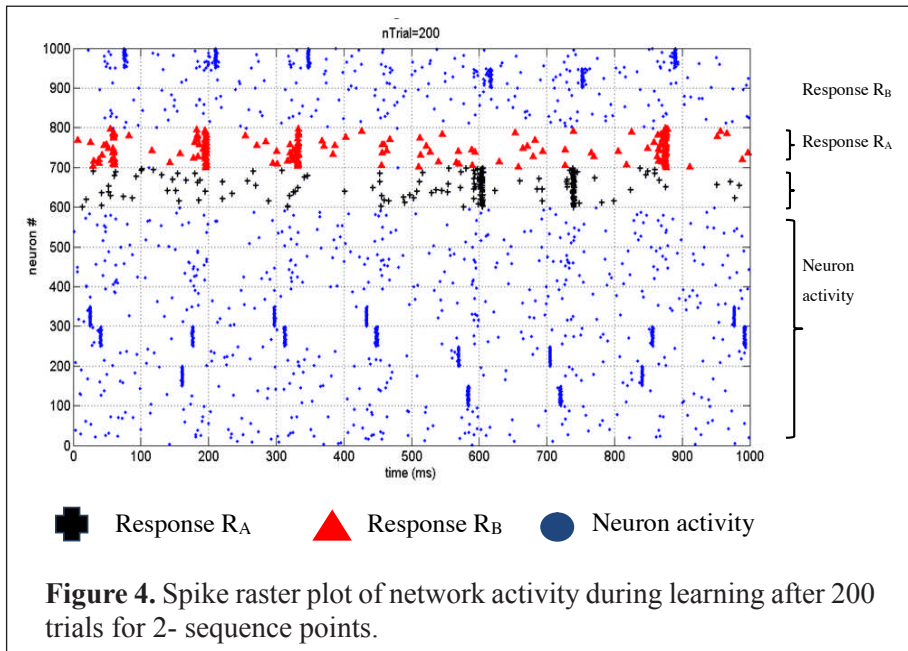 nTrial=200
1000
900
800
700
600
500
400
300
200
100
0
neuron #
0 100 200 300 400 500 600 700 800 900 1000
time (ms)
Response RB
Response RA
Neuron
activity
Response RA Response RB Neuron activity
Figure 4. Spike raster plot of network activity during learning after 200
trials for 2- sequence points.